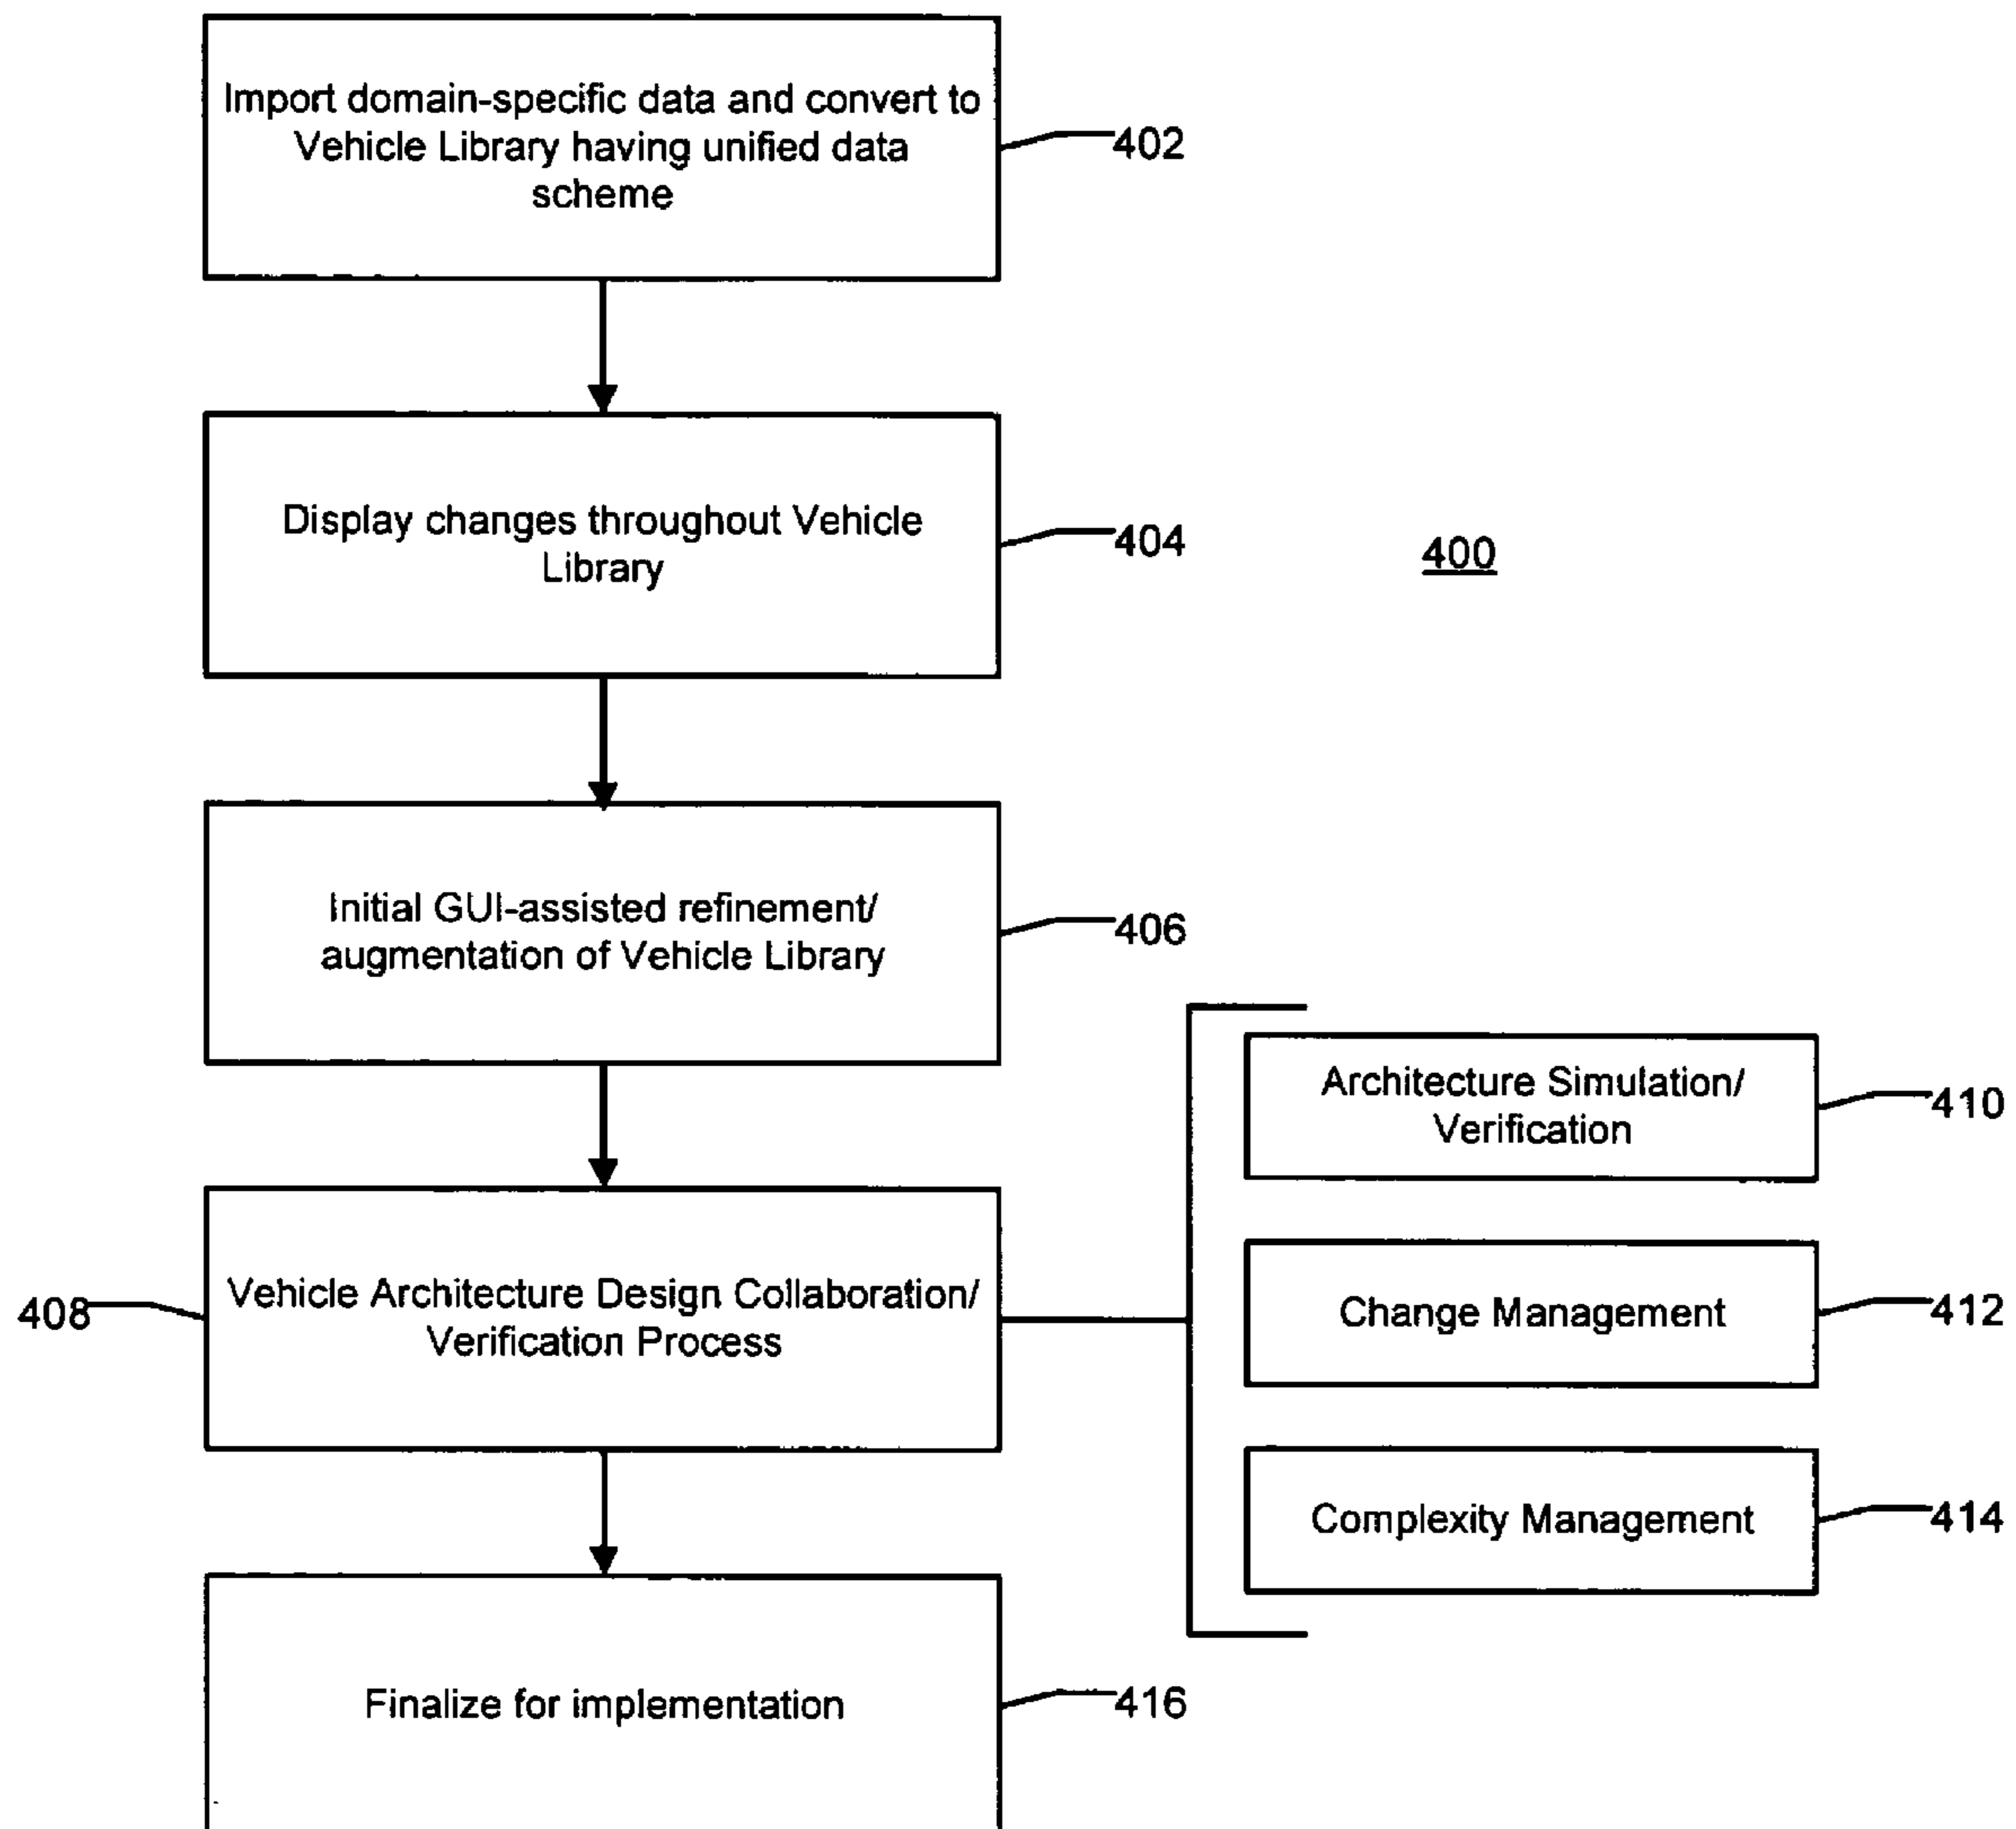 Import domain-specific data and convert to
Vehicle Library having unified data
scheme
402
Display changes throughout Vehicle
Library
404
400
Initial GUI-assisted refinement/
augmentation of Vehicle Library
406
Architecture Simulation/
Verification
410
408
Vehicle Architecture Design Collaboration/
Verification Process
Change Management
412
Complexity Management
414
Finalize for implementation
416